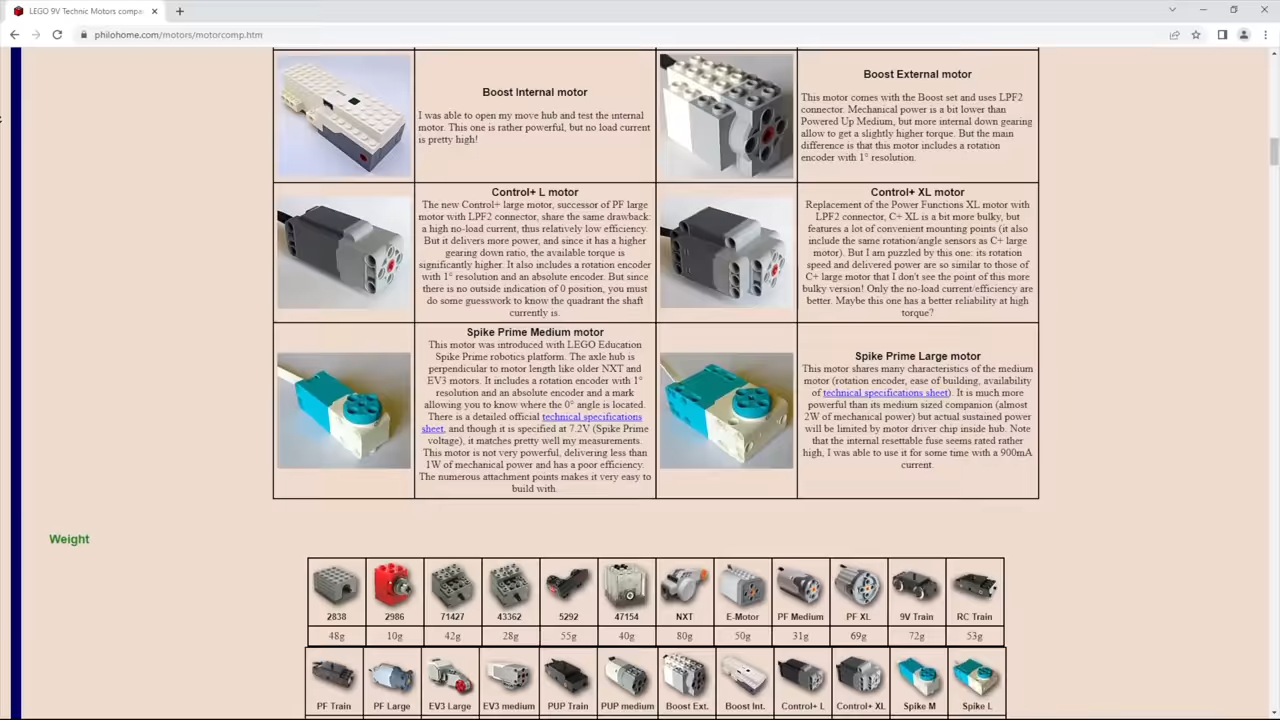 LEGO 9V Technic Motors compa
philohome.com/motors/motorcomp.htm
Boost Internal motor
I was able to open my move hub and test the internal
motor. This one is rather powerful, but no load current
is pretty high!
Boost External motor
This motor comes with the Boost set and uses LPF2
connector. Mechanical power is a bit lower than
Powered Up Medium, but more internal down gearing
allow to get a slightly higher torque. But the main
difference is that this motor includes a rotation
encoder with 1° resolution.
Control+ L motor
The new Control+ large motor, successor of PF large
motor with LPF2 connector, share the same drawback:
a high no-load current, thus relatively low efficiency.
But it delivers more power, and since it has a higher
gearing down ratio, the available torque is
significantly higher. It also includes a rotation encoder
with 1° resolution and an absolute encoder. But since
there is no outside indication of 0 position, you must
do some guesswork to know the quadrant the shaft
currently is.
Control+ XL motor
Replacement of the Power Functions XL motor with
LPF2 connector, C+ XL is a bit more bulky, but
features a lot of convenient mounting points (it also
include the same rotation/angle sensors as C+ large
motor). But I am puzzled by this one: its rotation
speed and delivered power are so similar to those of
C+ large motor that I don't see the point of this more
bulky version! Only the no-load current/efficiency are
better. Maybe this one has a better reliability at high
torque?
Spike Prime Medium motor
This motor was introduced with LEGO Education
Spike Prime robotics platform. The axle hub is
perpendicular to motor length like older NXT and
EV3 motors. It includes a rotation encoder with 1°
resolution and an absolute encoder and a mark
allowing you to know where the 0° angle is located.
There is a detailed official technical specifications
sheet, and though it is specified at 7.2V (Spike Prime
voltage), it matches pretty well my measurements.
This motor is not very powerful, delivering less than
1W of mechanical power and has a poor efficiency.
The numerous attachment points makes it very easy to
build with.
Spike Prime Large motor
This motor shares many characteristics of the medium
motor (rotation encoder, ease of building, availability
of technical specifications sheet). It is much more
powerful than its medium sized companion (almost
2W of mechanical power) but actual sustained power
will be limited by motor driver chip inside hub. Note
that the internal resettable fuse seems rated rather
high, I was able to use it for some time with a 900mA
current.
Weight
2838 2986 71427 43362 5292 47154 NXT E-Motor PF Medium PF XL 9V Train RC Train
48g 10g 42g 28g 55g 40g 80g 50g 31g 69g 72g 53g
PF Train PF Large EV3 Large EV3 medium PUP Train PUP medium Boost Ext. Boost Int. Control+ L Control+ XL Spike M Spike L